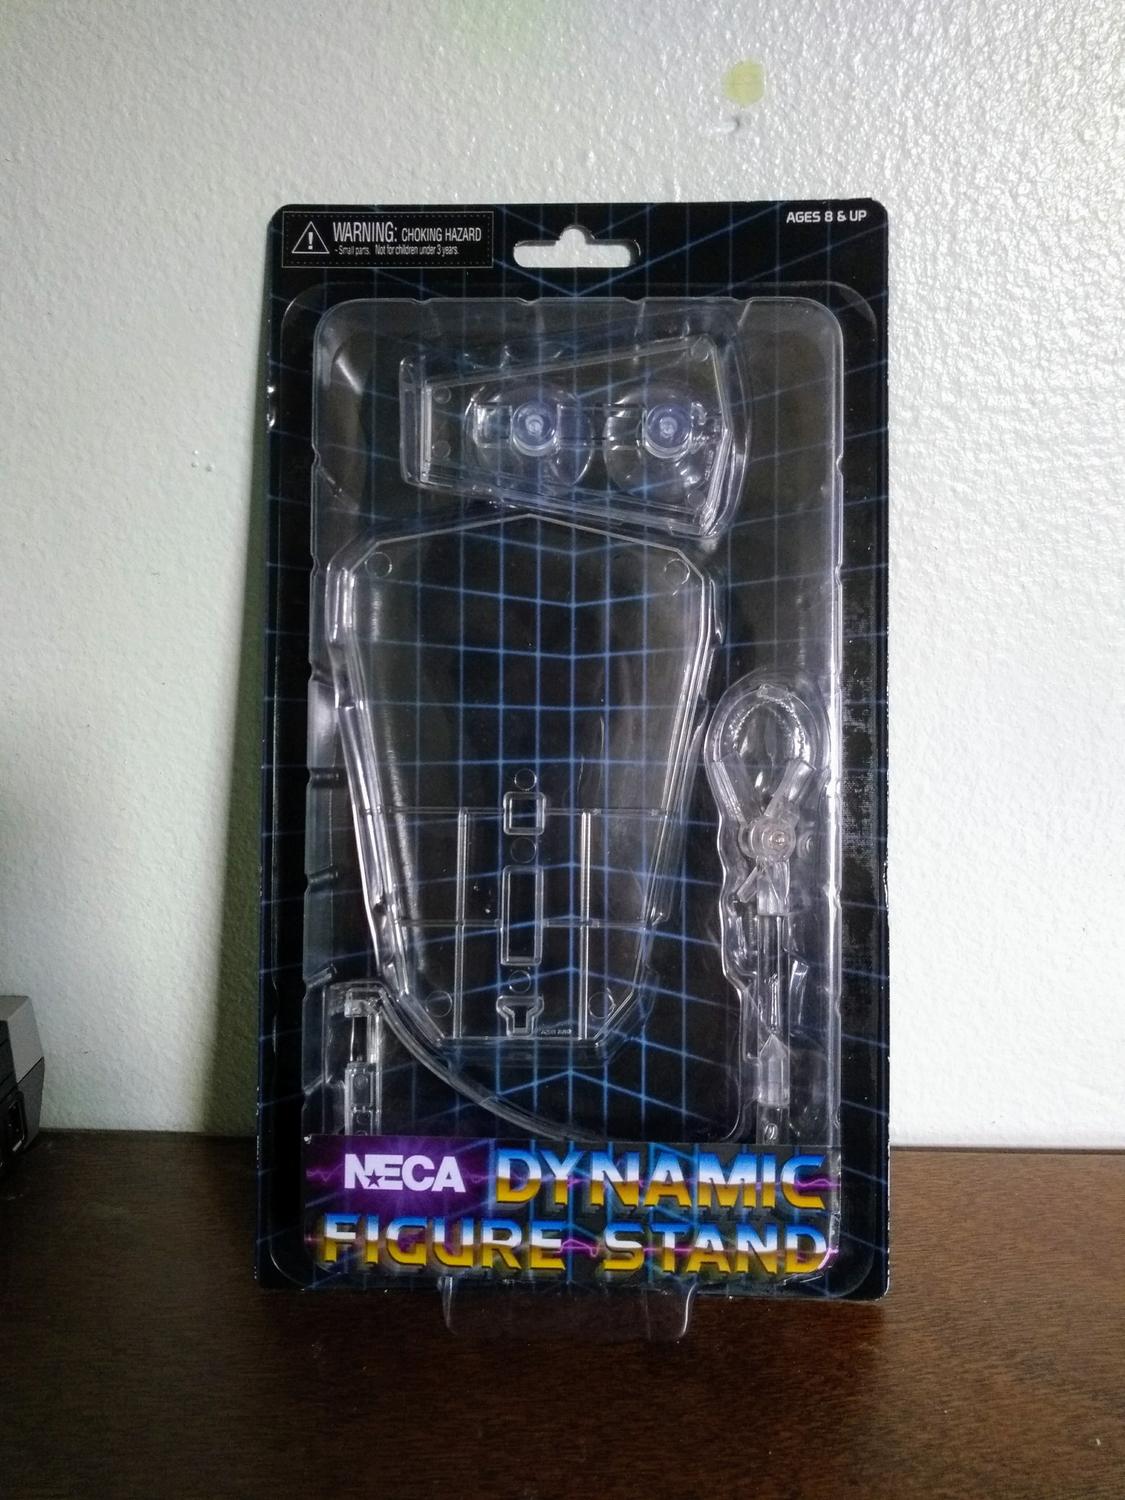 WARNING: CHOKING HAZARD
- Small parts. Not for children under 3 years.
AGES 8 & UP
NECA DYNAMIC
FIGURE STAND